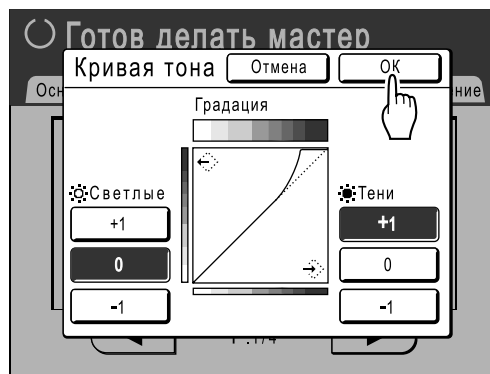 Готов делать мастер
Кривая тона Отмена OK
Градация
Светлые Тени
+1 +1
0 0
-1 -1